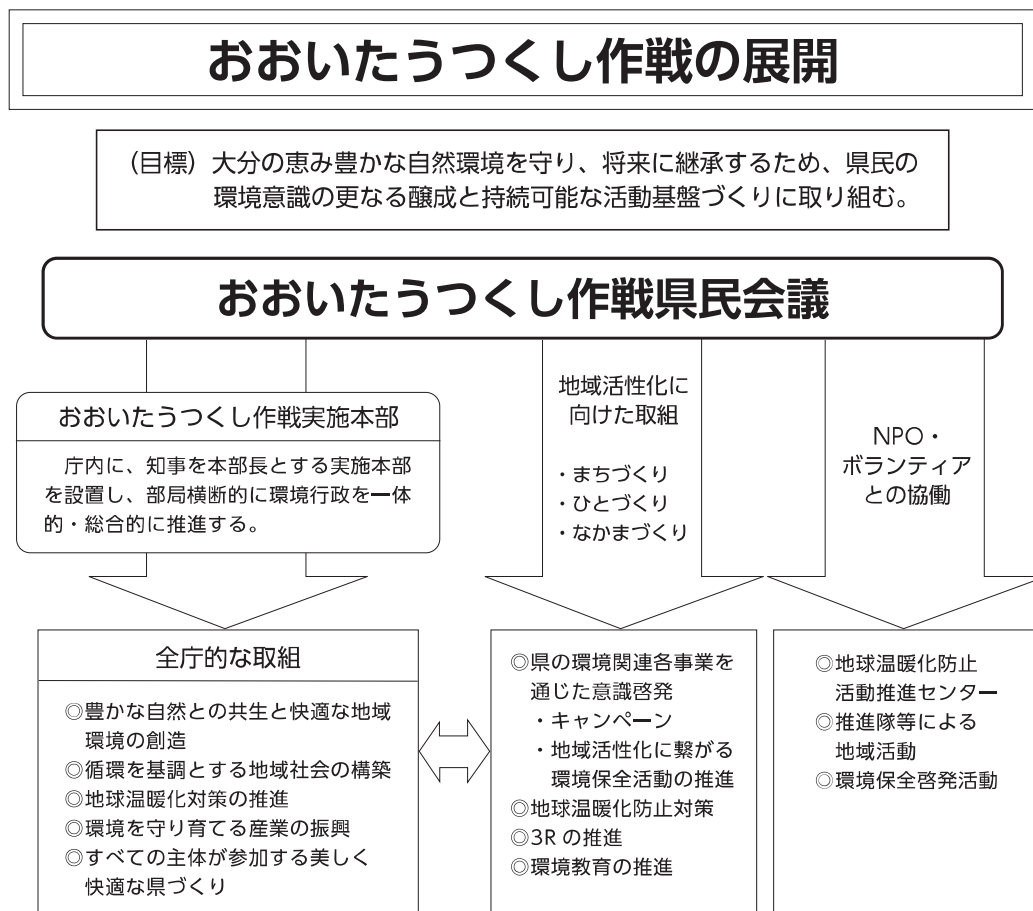 おおいたうつくし作戦の展開
（目標）大分の恵み豊かな自然環境を守り、将来に継承するため、県民の
環境意識の更なる醸成と持続可能な活動基盤づくりに取り組む。
おおいたうつくし作戦県民会議
おおいたうつくし作戦実施本部
庁内に、知事を本部長とする実施本部
を設置し、部局横断的に環境行政を一体
的・総合的に推進する。
地域活性化に
向けた取組
・まちづくり
・ひとづくり
・なかまづくり
NPO・
ボランティア
との協働
全庁的な取組
◎豊かな自然との共生と快適な地域
環境の創造
◎循環を基調とする地域社会の構築
◎地球温暖化対策の推進
◎環境を守り育てる産業の振興
◎すべての主体が参加する美しく
快適な県づくり
◎県の環境関連各事業を
通じた意識啓発
・キャンペーン
・地域活性化に繋がる
環境保全活動の推進
◎地球温暖化防止対策
◎3Rの推進
◎環境教育の推進
◎地球温暖化防止
活動推進センター
◎推進隊等による
地域活動
◎環境保全啓発活動